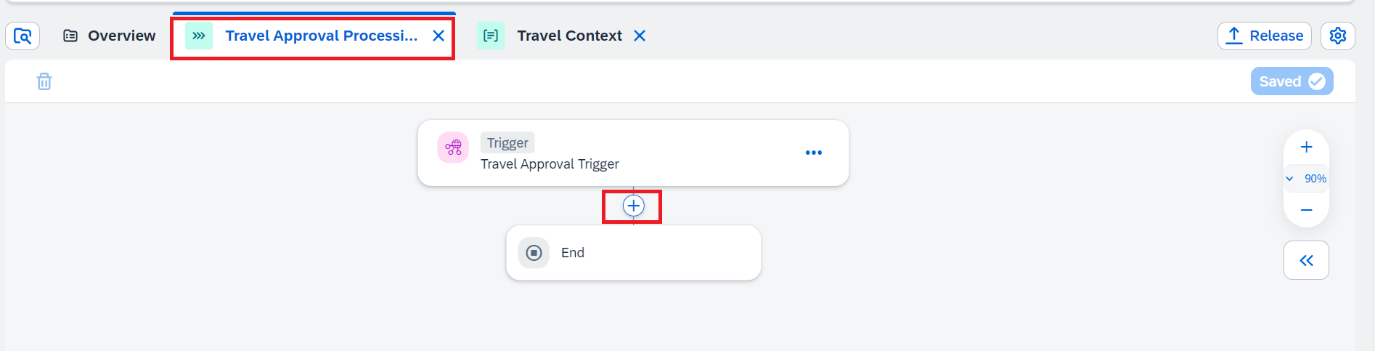 Overview
Travel Approval Processi...
Travel Context
Release
Saved
Trigger
Travel Approval Trigger
90%
End